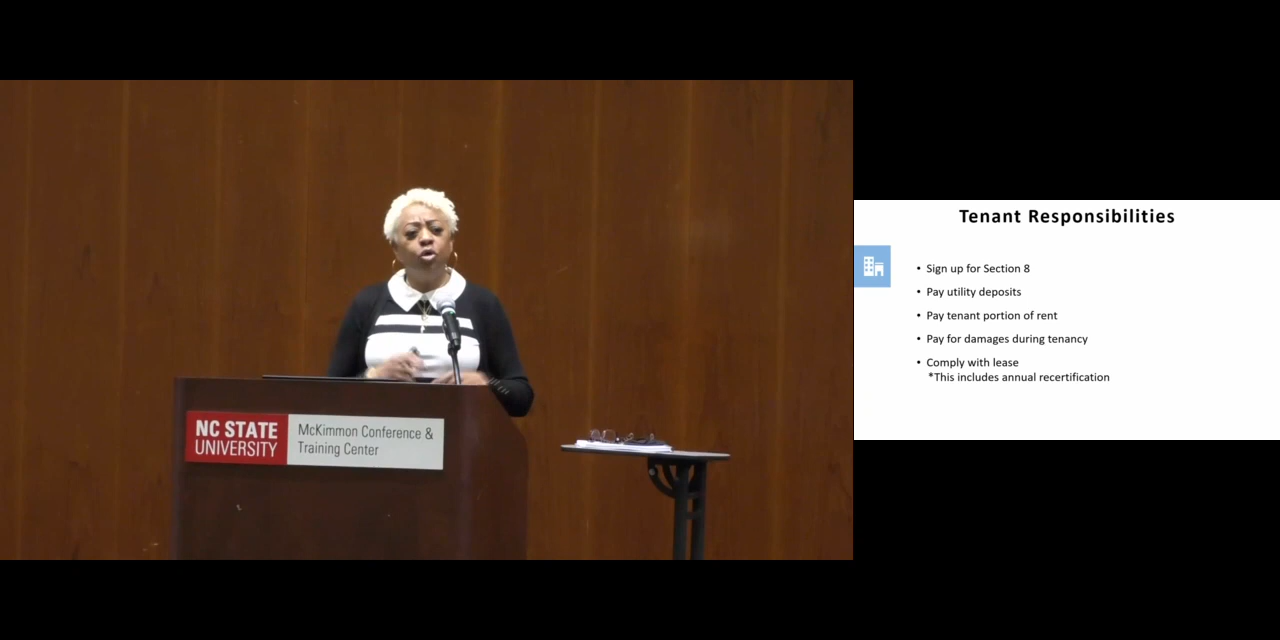 NC STATE
UNIVERSITY
McKimmon Conference &
Training Center
Tenant Responsibilities
• Sign up for Section 8
• Pay utility deposits
• Pay tenant portion of rent
• Pay for damages during tenancy
• Comply with lease
*This includes annual recertification